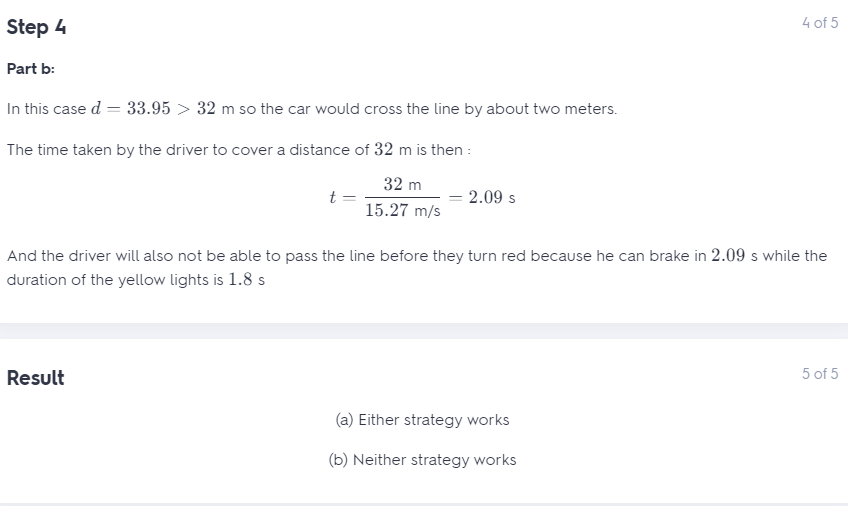 Step 4
4 of 5
Part b:
In this case d = 33.95 > 32 m so the car would cross the line by about two meters.
The time taken by the driver to cover a distance of 32 m is then :
t = 32 m / 15.27 m/s = 2.09 s
And the driver will also not be able to pass the line before they turn red because he can brake in 2.09 s while the
duration of the yellow lights is 1.8 s
Result
5 of 5
(a) Either strategy works
(b) Neither strategy works